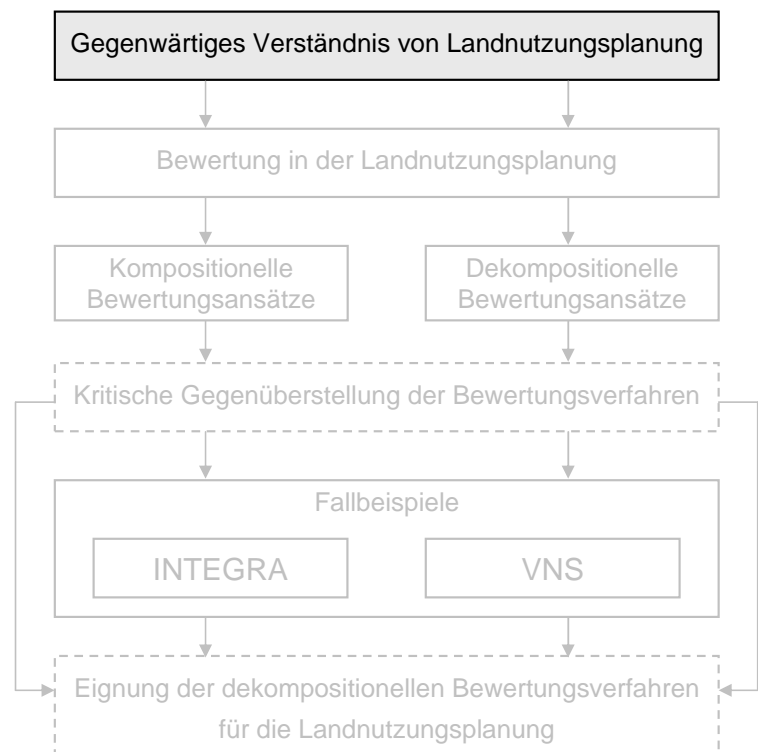 Gegenwärtiges Verständnis von Landnutzungsplanung
Bewertung in der Landnutzungsplanung
Kompositionelle
Bewertungsansätze
Dekompositionelle
Bewertungsansätze
Kritische Gegenüberstellung der Bewertungsverfahren
Fallbeispiele
INTEGRA
VNS
Eignung der dekompositionellen Bewertungsverfahren
für die Landnutzungsplanung